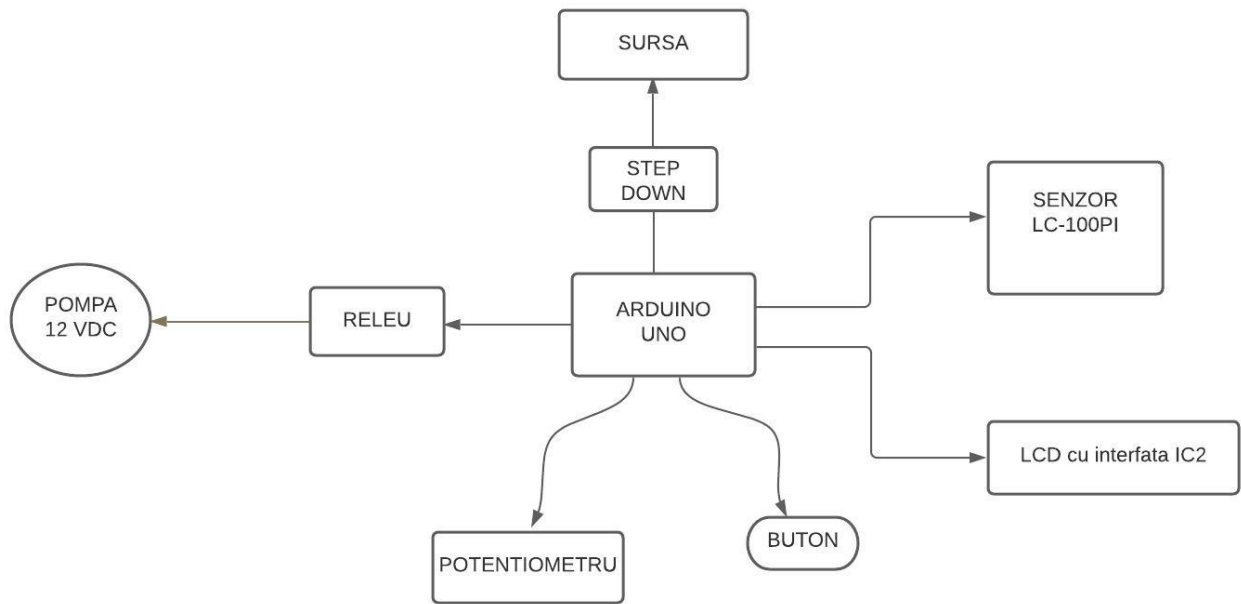 SURSA
STEP
DOWN
SENZOR
LC-100PI
POMPA
12 VDC
RELEU
ARDUINO
UNO
LCD cu interfata IC2
POTENTIOMETRU
BUTON